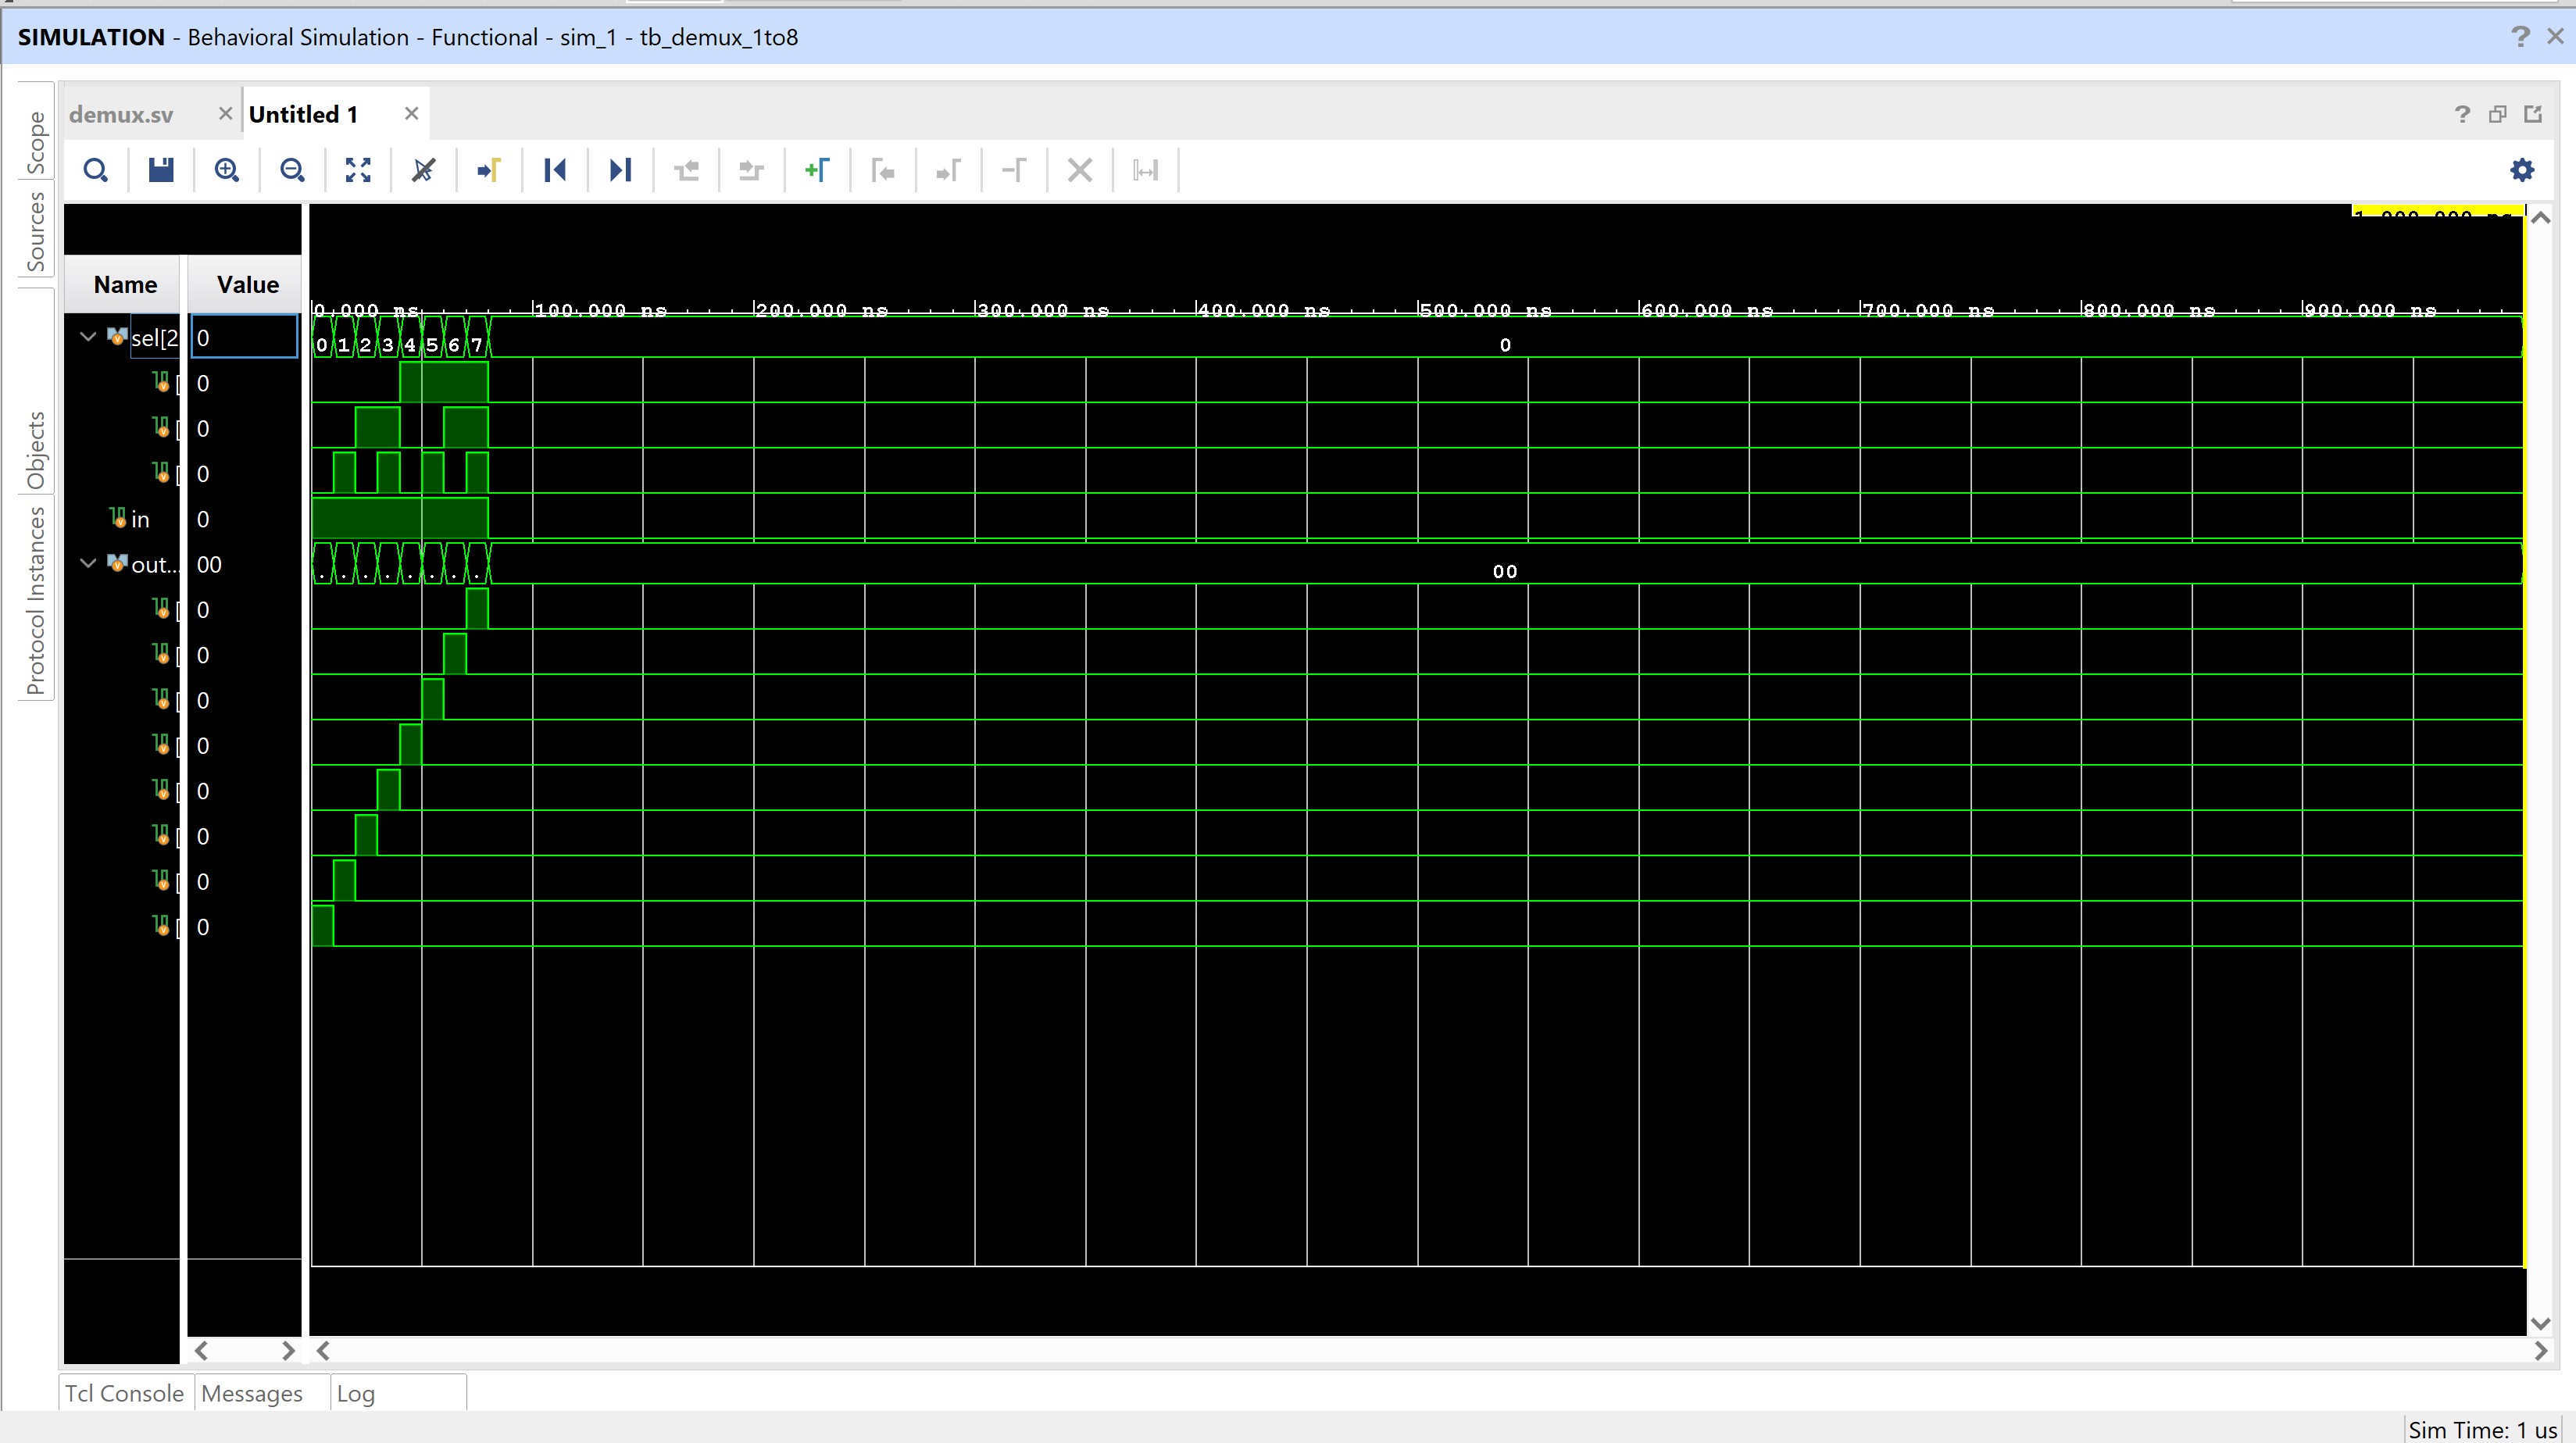 SIMULATION - Behavioral Simulation - Functional - sim_1 - tb_demux_1to8
? ×
Scope
Sources
Objects
Protocol Instances
demux.sv × Untitled 1 ×
?
Name Value
0.000 ns 100.000 ns 200.000 ns 300.000 ns 400.000 ns 500.000 ns 600.000 ns 700.000 ns 800.000 ns 900.000 ns
sel[2 0 0 1 2 3 4 5 6 7 0
[ 0
[ 0
[ 0
in 0
out... 00 . . . . . . . . 00
[ 0
[ 0
[ 0
[ 0
[ 0
[ 0
[ 0
[ 0
Tcl Console Messages Log
Sim Time: 1 us